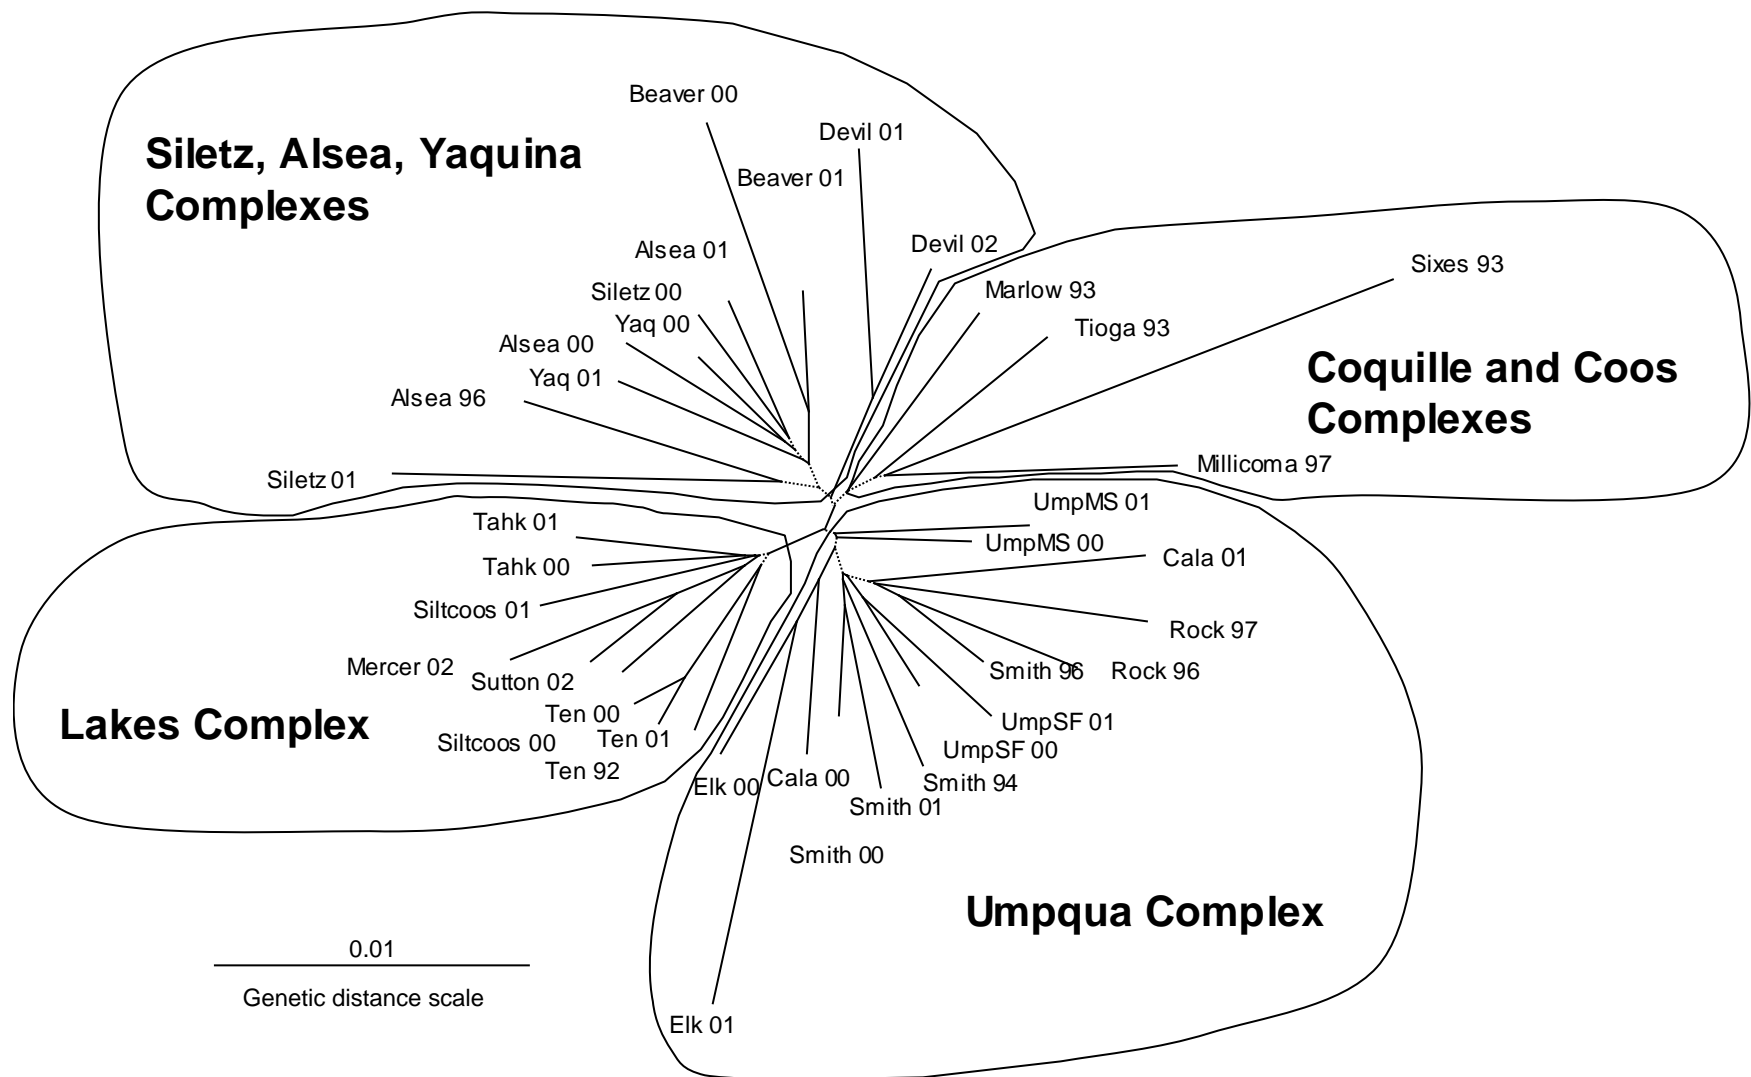 Beaver 00
Devil 01
Siletz, Alsea, Yaquina
Complexes
Beaver 01
Alsea 01
Devil 02
Sixes 93
Siletz 00
Marlow 93
Yaq 00
Tioga 93
Alsea 00
Yaq 01
Coquille and Coos
Complexes
Alsea 96
Siletz 01
Millicoma 97
UmpMS 01
Tahk 01
UmpMS 00
Cala 01
Tahk 00
Siltcoos 01
Rock 97
Mercer 02
Sutton 02
Smith 96
Rock 96
Lakes Complex
Ten 00
UmpSF 01
Siltcoos 00
Ten 01
UmpSF 00
Ten 92
Elk 00
Cala 00
Smith 94
Smith 01
Smith 00
Umpqua Complex
0.01
Genetic distance scale
Elk 01